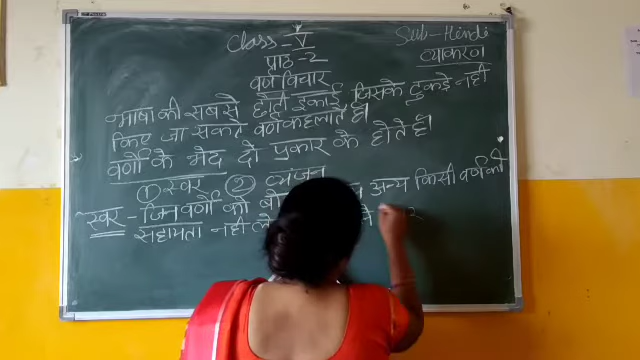 Class - V Sub - Hindi
पाठ - 2 व्याकरण
वर्ण विचार
भाषा की सबसे छोटी इकाई जिसके टुकड़े नही
किए जा सकते वर्ण कहलाते है।
वर्णो के भेद दो प्रकार के होते है।
① स्वर ② व्यंजन
स्वर - जिन वर्गो को अन्य किसी वर्ण की
सहायता नही